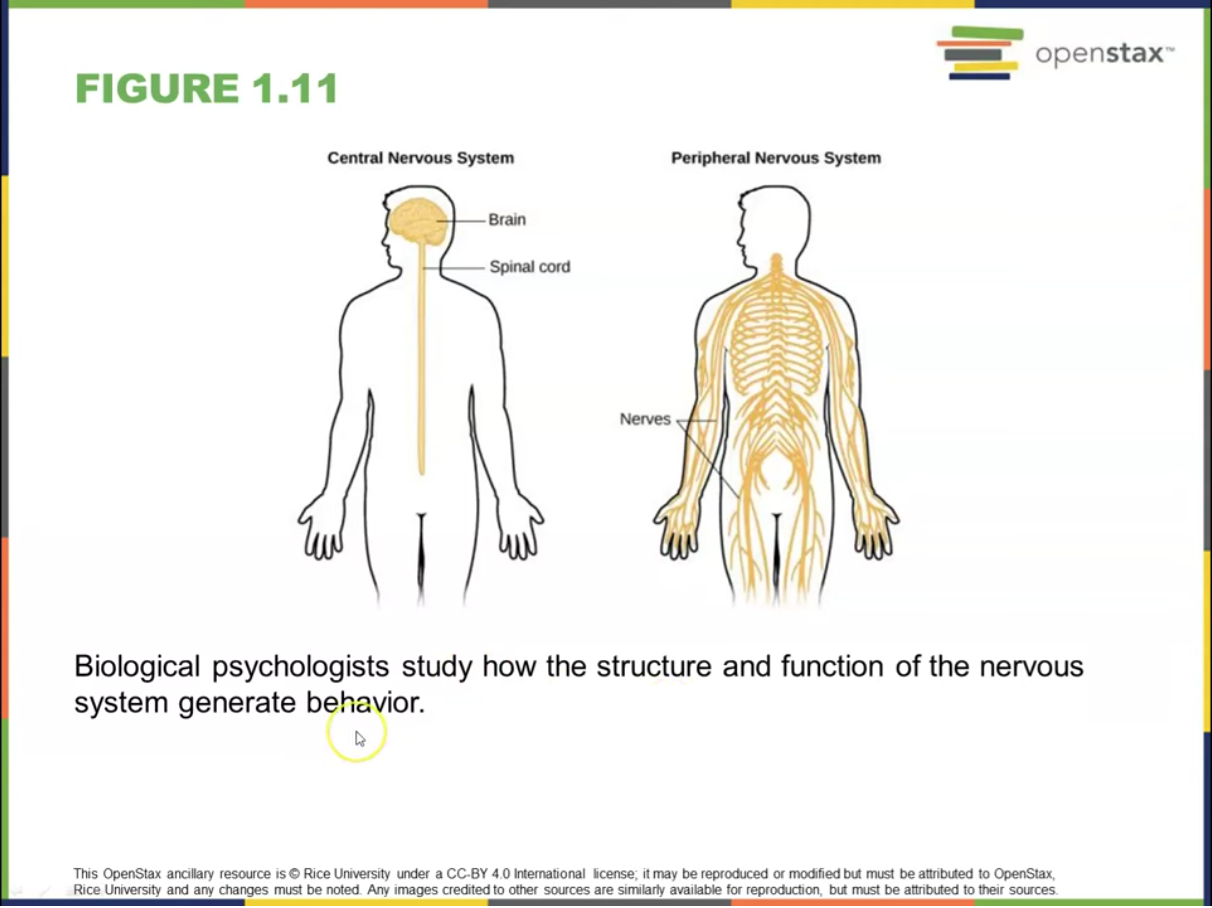 openstax™
FIGURE 1.11
Central Nervous System
Peripheral Nervous System
Brain
Spinal cord
Nerves
Biological psychologists study how the structure and function of the nervous
system generate behavior.
This OpenStax ancillary resource is © Rice University under a CC-BY 4.0 International license; it may be reproduced or modified but must be attributed to OpenStax,
Rice University and any changes must be noted. Any images credited to other sources are similarly available for reproduction, but must be attributed to their sources.